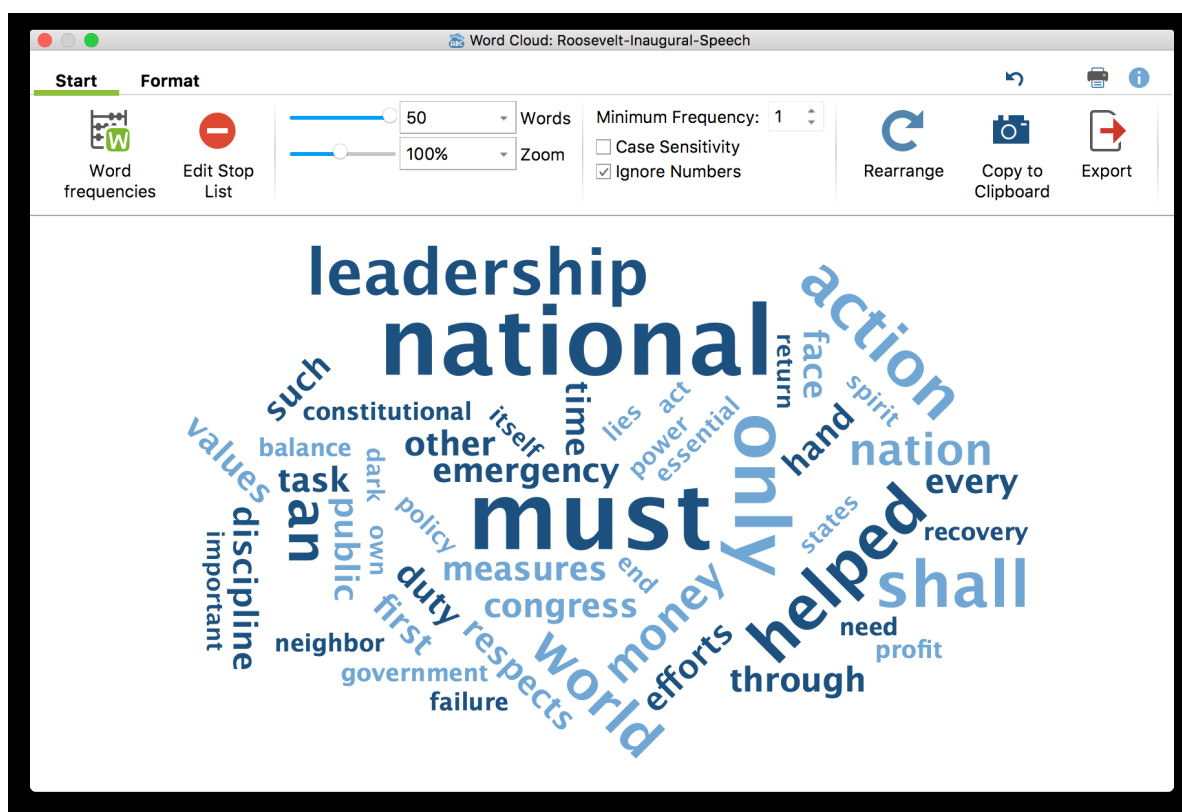 ABC Word Cloud: Roosevelt-Inaugural-Speech
Start Format
W
Word frequencies
Edit Stop List
50 Words
100% Zoom
Minimum Frequency: 1
Case Sensitivity
Ignore Numbers
Rearrange
Copy to Clipboard
Export
leadership
national
action
return
face
such
time
constitutional
itself
lies
act
spirit
values
balance
other
power
essential
only
hand
nation
dark
task
emergency
every
an
public
policy
must
states
helped
recovery
discipline
important
own
measures
end
shall
duty
congress
money
first
respects
world
efforts
need
neighbor
profit
government
through
failure